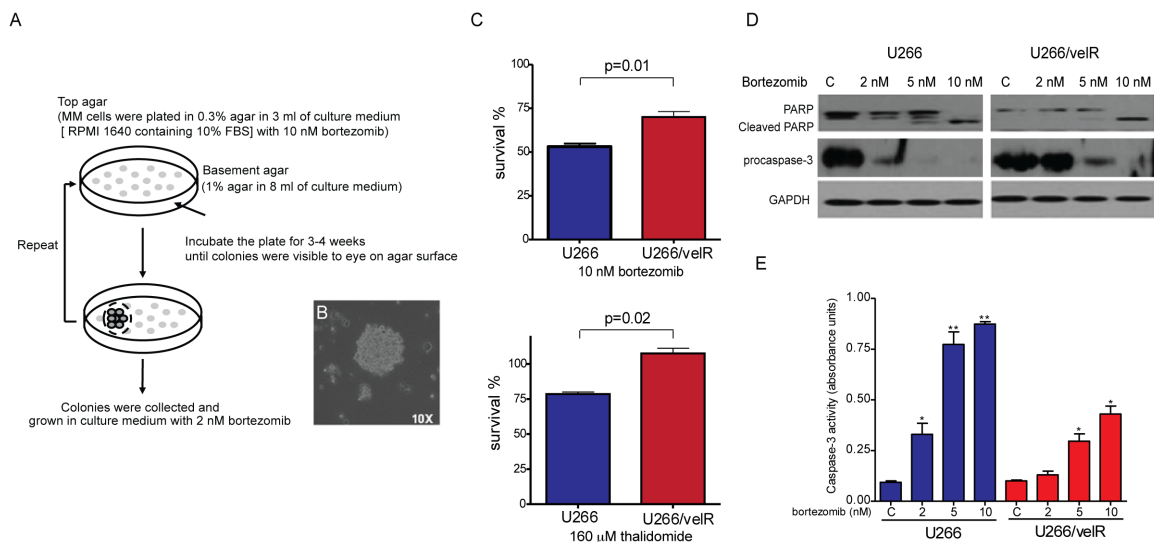 A
Top agar
(MM cells were plated in 0.3% agar in 3 ml of culture medium
[ RPMI 1640 containing 10% FBS] with 10 nM bortezomib)
Basement agar
(1% agar in 8 ml of culture medium)
Repeat
Incubate the plate for 3-4 weeks
until colonies were visible to eye on agar surface
Colonies were collected and
grown in culture medium with 2 nM bortezomib
B
10X
C
p=0.01
survival %
100
75
50
25
0
U266
U266/velR
10 nM bortezomib
p=0.02
survival %
100
75
50
25
0
U266
U266/velR
160 µM thalidomide
D
U266
U266/velR
Bortezomib
C
2 nM
5 nM
10 nM
C
2 nM
5 nM
10 nM
PARP
Cleaved PARP
procaspase-3
GAPDH
E
Caspase-3 activity (absorbance units)
1.00
0.75
0.50
0.25
0.00
*
**
**
*
*
bortezomib (nM)
C
2
5
10
C
2
5
10
U266
U266/velR